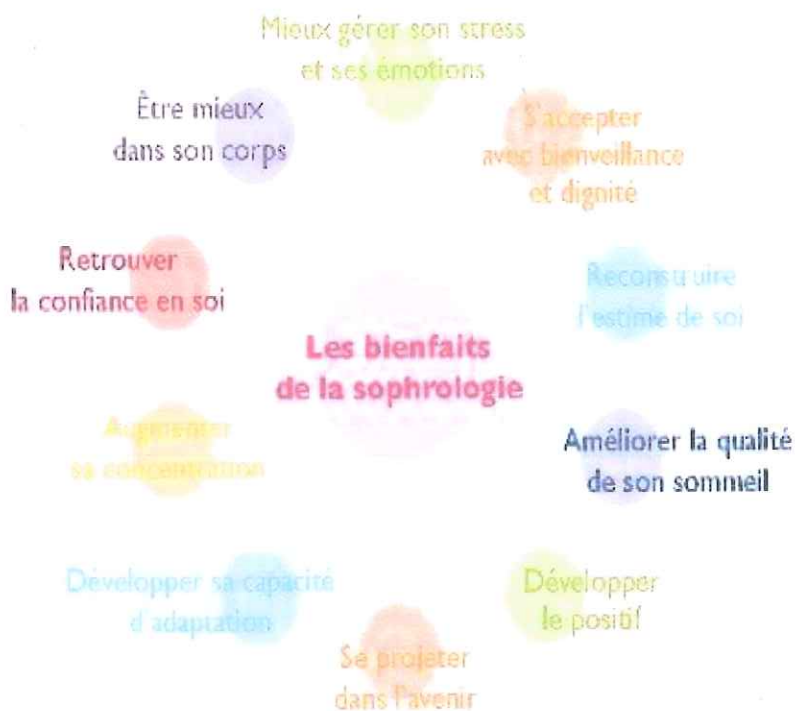 Mieux gérer son stress
et ses émotions
S'accepter
avec bienveillance
et dignité
Reconstruire
l'estime de soi
Améliorer la qualité
de son sommeil
Développer
le positif
Se projeter
dans l'avenir
Développer sa capacité
d'adaptation
Augmenter
sa concentration
Retrouver
la confiance en soi
Être mieux
dans son corps
Les bienfaits
de la sophrologie